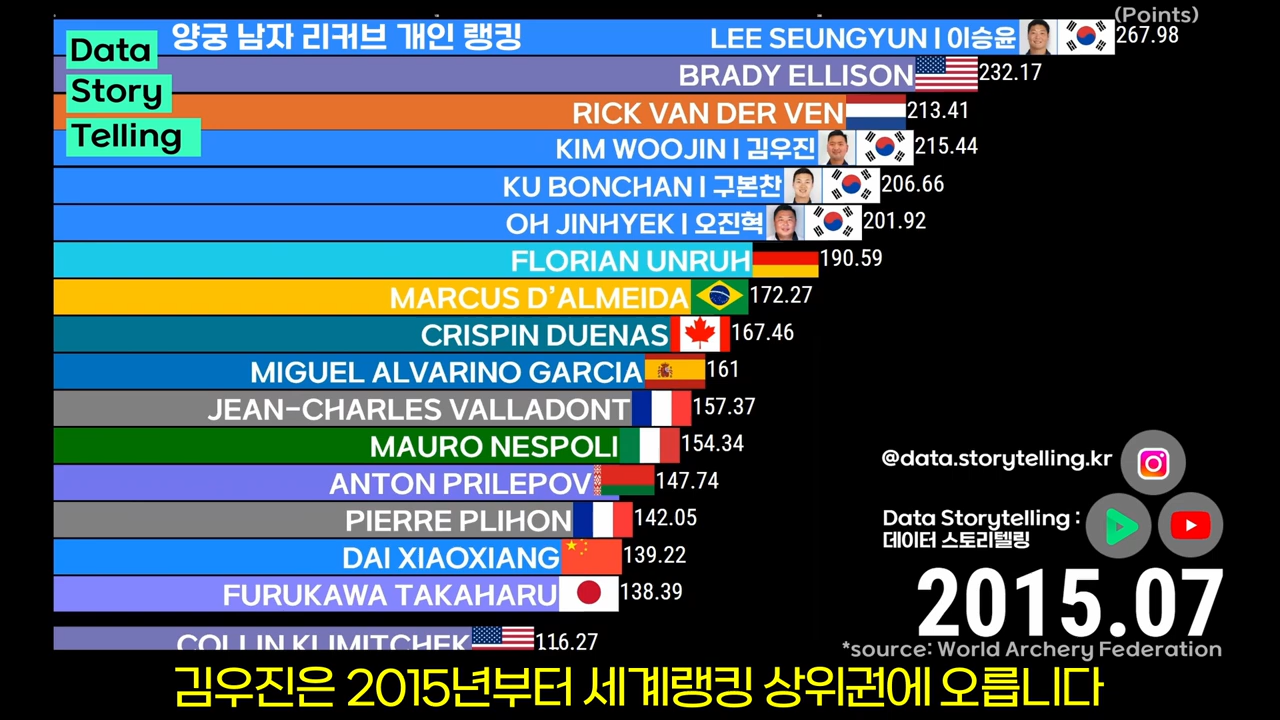 (Points)
양궁 남자 리커브 개인 랭킹
Data
Story
Telling
LEE SEUNGYUN | 이승윤 267.98
BRADY ELLISON 232.17
RICK VAN DER VEN 213.41
KIM WOOJIN | 김우진 215.44
KU BONCHAN | 구본찬 206.66
OH JINHYEK | 오진혁 201.92
FLORIAN UNRUH 190.59
MARCUS D'ALMEIDA 172.27
CRISPIN DUENAS 167.46
MIGUEL ALVARINO GARCIA 161
JEAN-CHARLES VALLADONT 157.37
MAURO NESPOLI 154.34
ANTON PRILEPOV 147.74
PIERRE PLIHON 142.05
DAI XIAOXIANG 139.22
FURUKAWA TAKAHARU 138.39
COLLIN KLIMITCHEK 116.27
@data.storytelling.kr
Data Storytelling :
데이터 스토리텔링
2015.07
*source: World Archery Federation
김우진은 2015년부터 세계랭킹 상위권에 오릅니다